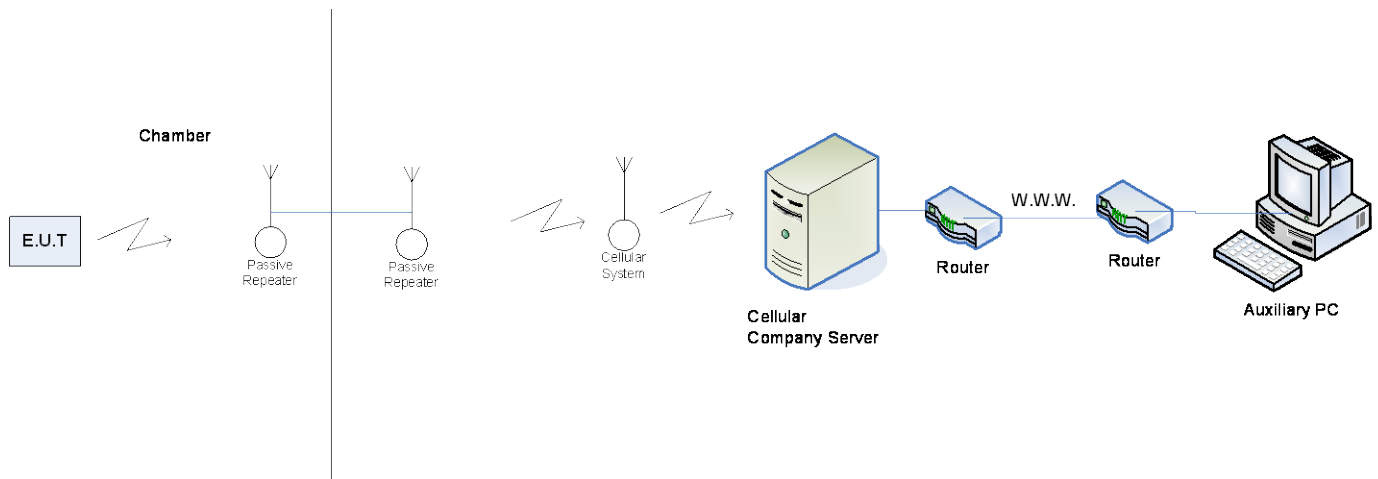 Chamber
E.U.T
Passive
Repeater
Passive
Repeater
Cellular
System
Cellular
Company Server
Router
W.W.W.
Router
Auxiliary PC